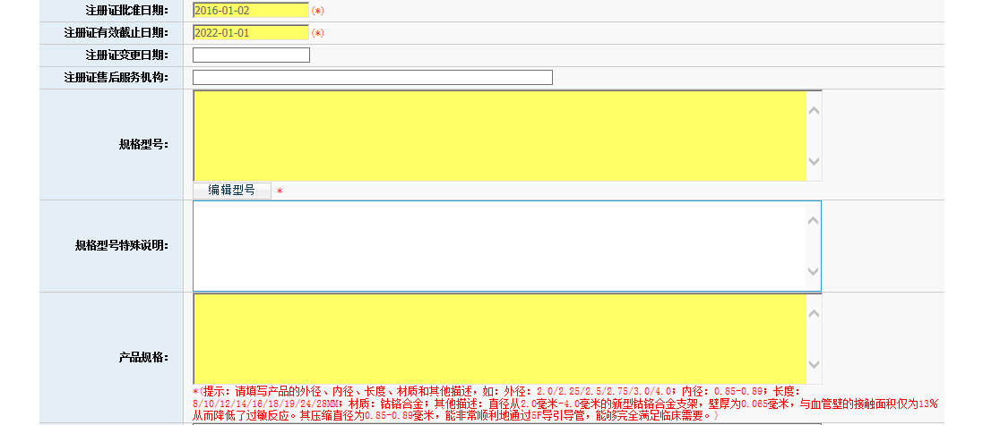 注册证批准日期： 2016-01-02 (*)
注册证有效截止日期： 2022-01-01 (*)
注册证变更日期：
注册证售后服务机构：
规格型号：
编辑型号 *
规格型号特殊说明：
产品规格：
*(提示：请填写产品的外径、内径、长度、材质和其他描述，如：外径：2.0/2.25/2.5/2.75/3.0/4.0；内径：0.85-0.89；长度：
8/10/12/14/16/18/19/24/28MM；材质：钴铬合金；其他描述：直径从2.0毫米-4.0毫米的新型钴铬合金支架，壁厚为0.065毫米，与血管壁的接触面积仅为13%
从而降低了过敏反应。其压缩直径为0.85-0.89毫米，能非常顺利地通过5F导引导管，能够完全满足临床需要。)